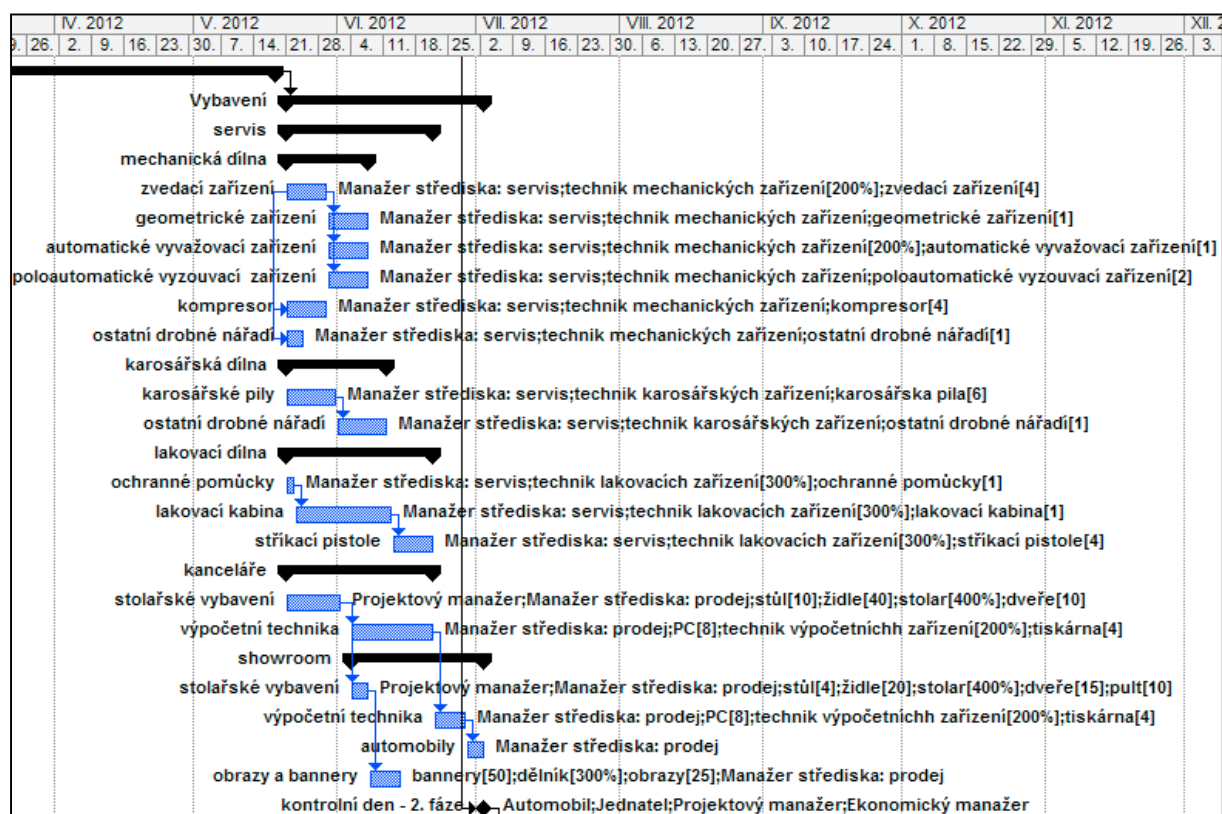 IV. 2012 V. 2012 VI. 2012 VII. 2012 VIII. 2012 IX. 2012 X. 2012 XI. 2012 XII. 2
9. 26. 2. 9. 16. 23. 30. 7. 14. 21. 28. 4. 11. 18. 25. 2. 9. 16. 23. 30. 6. 13. 20. 27. 3. 10. 17. 24. 1. 8. 15. 22. 29. 5. 12. 19. 26. 3.
Vybavení
servis
mechanická dílna
zvedací zařízení Manažer střediska: servis;technik mechanických zařízení[200%];zvedací zařízení[4]
geometrické zařízení Manažer střediska: servis;technik mechanických zařízení;geometrické zařízení[1]
automatické vyvažovací zařízení Manažer střediska: servis;technik mechanických zařízení[200%];automatické vyvažovací zařízení[1]
poloautomatické vyzouvací zařízení Manažer střediska: servis;technik mechanických zařízení;poloautomatické vyzouvací zařízení[2]
kompresor Manažer střediska: servis;technik mechanických zařízení;kompresor[4]
ostatní drobné nářadí Manažer střediska: servis;technik mechanických zařízení;ostatní drobné nářadí[1]
karosářská dílna
karosářské pily Manažer střediska: servis;technik karosářských zařízení;karosářska pila[6]
ostatní drobné nářadí Manažer střediska: servis;technik karosářských zařízení;ostatní drobné nářadí[1]
lakovací dílna
ochranné pomůcky Manažer střediska: servis;technik lakovacích zařízení[300%];ochranné pomůcky[1]
lakovací kabina Manažer střediska: servis;technik lakovacích zařízení[300%];lakovací kabina[1]
stříkací pistole Manažer střediska: servis;technik lakovacích zařízení[300%];stříkací pistole[4]
kanceláře
stolařské vybavení Projektový manažer;Manažer střediska: prodej;stůl[10];židle[40];stolar[400%];dveře[10]
výpočetní technika Manažer střediska: prodej;PC[8];technik výpočetníchh zařízení[200%];tiskárna[4]
showroom
stolařské vybavení Projektový manažer;Manažer střediska: prodej;stůl[4];židle[20];stolar[400%];dveře[15];pult[10]
výpočetní technika Manažer střediska: prodej;PC[8];technik výpočetníchh zařízení[200%];tiskárna[4]
automobily Manažer střediska: prodej
obrazy a bannery bannery[50];dělník[300%];obrazy[25];Manažer střediska: prodej
kontrolní den - 2. fáze Automobil;Jednatel;Projektový manažer;Ekonomický manažer